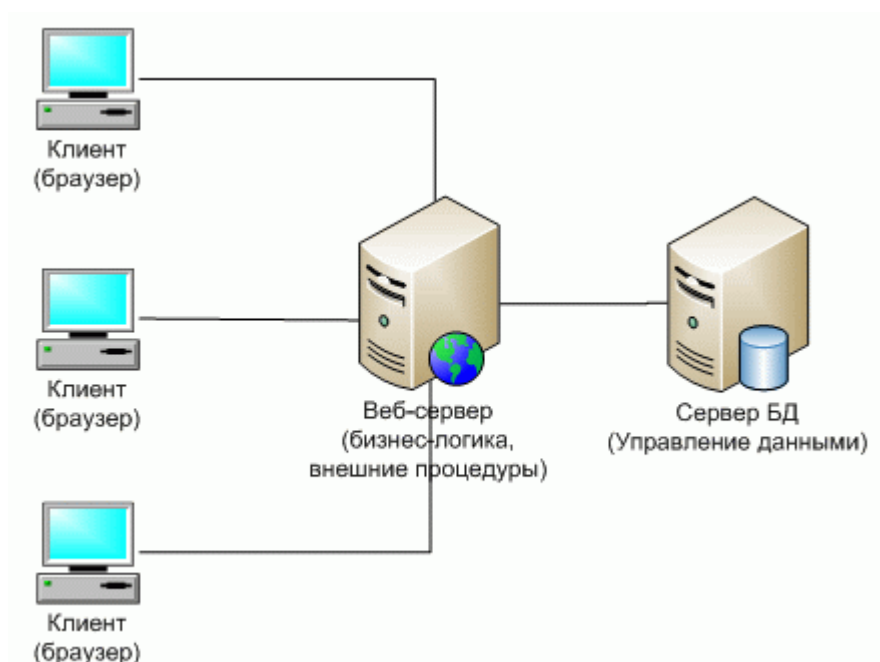 Клиент
(браузер)
Клиент
(браузер)
Веб-сервер
(бизнес-логика,
внешние процедуры)
Сервер БД
(Управление данными)
Клиент
(браузер)